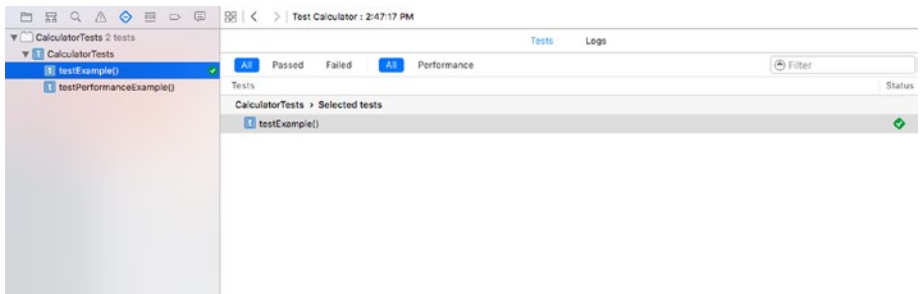 Test Calculator : 2:47:17 PM
CalculatorTests 2 tests
T CalculatorTests
T testExample()
T testPerformanceExample()
Tests Logs
All Passed Failed All Performance Filter
Tests Status
CalculatorTests › Selected tests
T testExample()